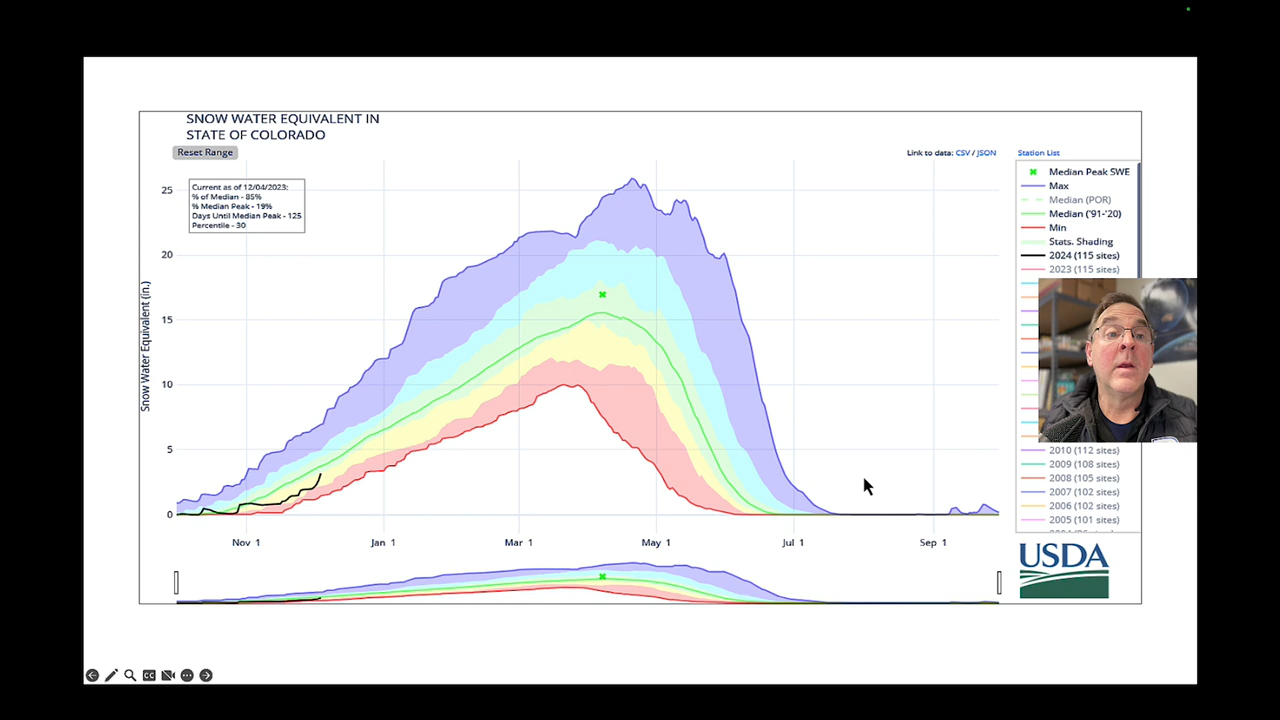 SNOW WATER EQUIVALENT IN
STATE OF COLORADO
Reset Range
Link to data: CSV / JSON
Station List
Current as of 12/04/2023:
% of Median - 85%
% Median Peak - 19%
Days Until Median Peak - 125
Percentile - 30
Snow Water Equivalent (in.)
25
20
15
10
5
0
Nov 1
Jan 1
Mar 1
May 1
Jul 1
Sep 1
Median Peak SWE
Max
Median (POR)
Median ('91-'20)
Min
Stats. Shading
2024 (115 sites)
2023 (115 sites)
2010 (112 sites)
2009 (108 sites)
2008 (105 sites)
2007 (102 sites)
2006 (102 sites)
2005 (101 sites)
USDA
CC